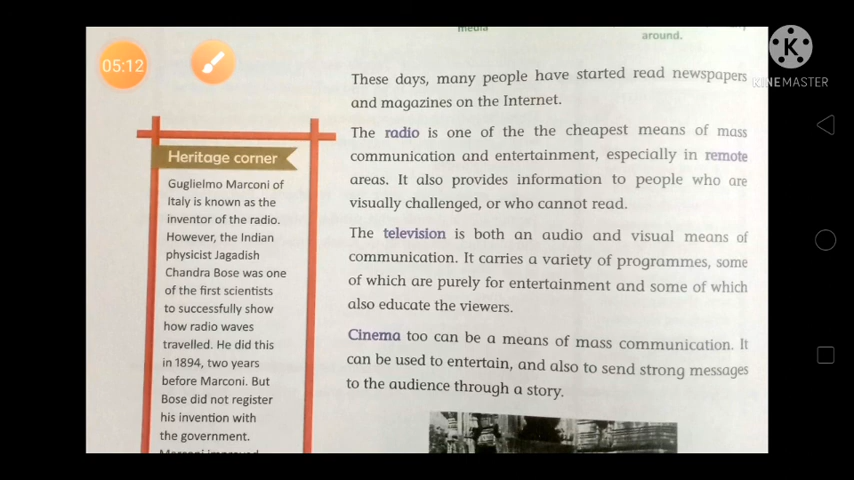 media
around.
05:12
KINEMASTER
These days, many people have started read newspapers
and magazines on the Internet.
The radio is one of the the cheapest means of mass
communication and entertainment, especially in remote
areas. It also provides information to people who are
visually challenged, or who cannot read.
The television is both an audio and visual means of
communication. It carries a variety of programmes, some
of which are purely for entertainment and some of which
also educate the viewers.
Cinema too can be a means of mass communication. It
can be used to entertain, and also to send strong messages
to the audience through a story.
Heritage corner
Guglielmo Marconi of
Italy is known as the
inventor of the radio.
However, the Indian
physicist Jagadish
Chandra Bose was one
of the first scientists
to successfully show
how radio waves
travelled. He did this
in 1894, two years
before Marconi. But
Bose did not register
his invention with
the government.
Marconi improved